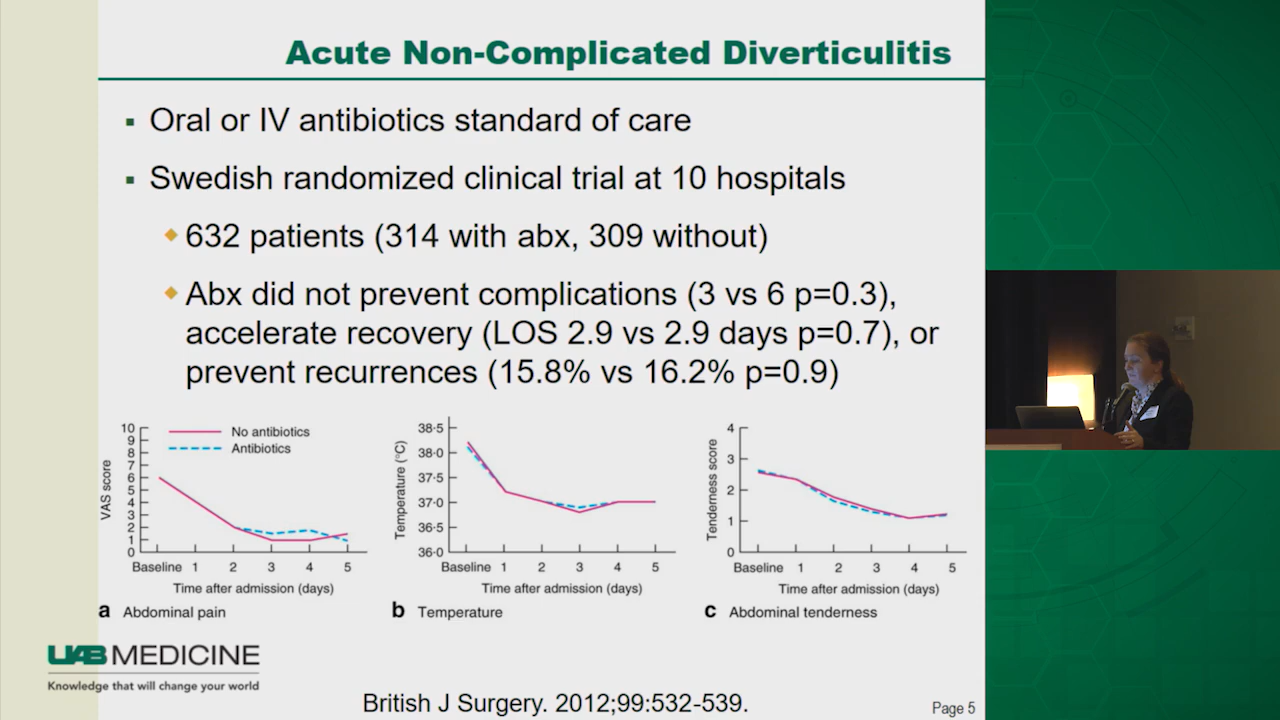 Acute Non-Complicated Diverticulitis
▪ Oral or IV antibiotics standard of care
▪ Swedish randomized clinical trial at 10 hospitals
◆ 632 patients (314 with abx, 309 without)
◆ Abx did not prevent complications (3 vs 6 p=0.3),
accelerate recovery (LOS 2.9 vs 2.9 days p=0.7), or
prevent recurrences (15.8% vs 16.2% p=0.9)
VAS score
10
9
8
7
6
5
4
3
2
1
0
No antibiotics
Antibiotics
Baseline 1 2 3 4 5
Time after admission (days)
a Abdominal pain
Temperature (°C)
38·5
38·0
37·5
37·0
36·5
36·0
Baseline 1 2 3 4 5
Time after admission (days)
b Temperature
Tenderness score
4
3
2
1
0
Baseline 1 2 3 4 5
Time after admission (days)
c Abdominal tenderness
UAB MEDICINE
Knowledge that will change your world
British J Surgery. 2012;99:532-539.
Page 5